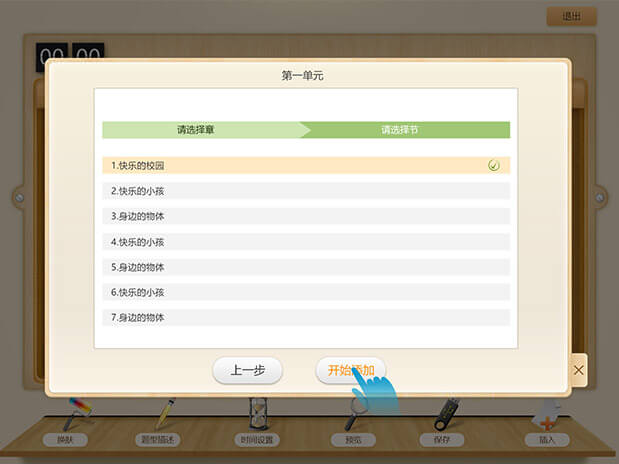 退出
00 00
第一单元
请选择章 请选择节
1.快乐的校园
2.快乐的小孩
3.身边的物体
4.快乐的小孩
5.身边的物体
6.快乐的小孩
7.身边的物体
上一步 开始添加
换肤 题型描述 时间设置 预览 保存 插入